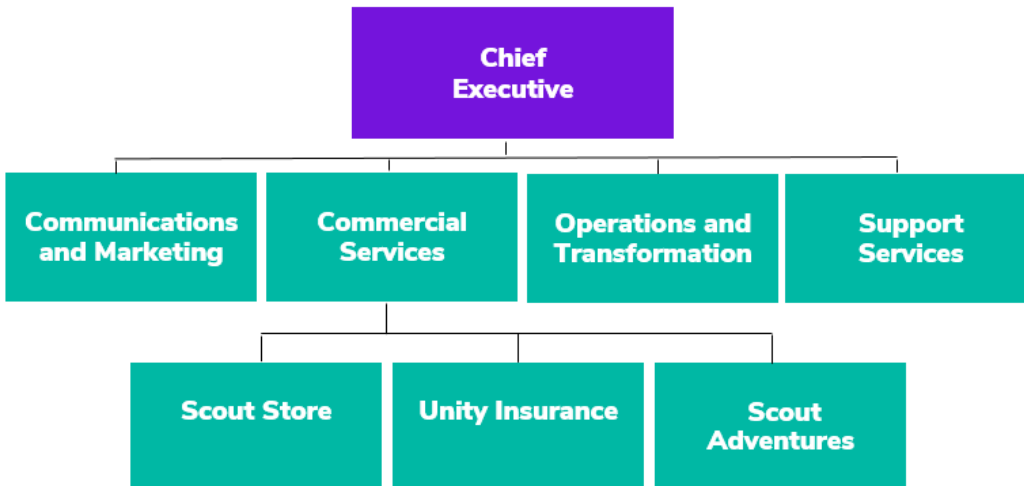 Chief
Executive
Communications
and Marketing
Commercial
Services
Operations and
Transformation
Support
Services
Scout Store
Unity Insurance
Scout
Adventures